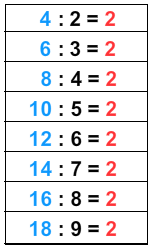 4 : 2 = 2
6 : 3 = 2
8 : 4 = 2
10 : 5 = 2
12 : 6 = 2
14 : 7 = 2
16 : 8 = 2
18 : 9 = 2